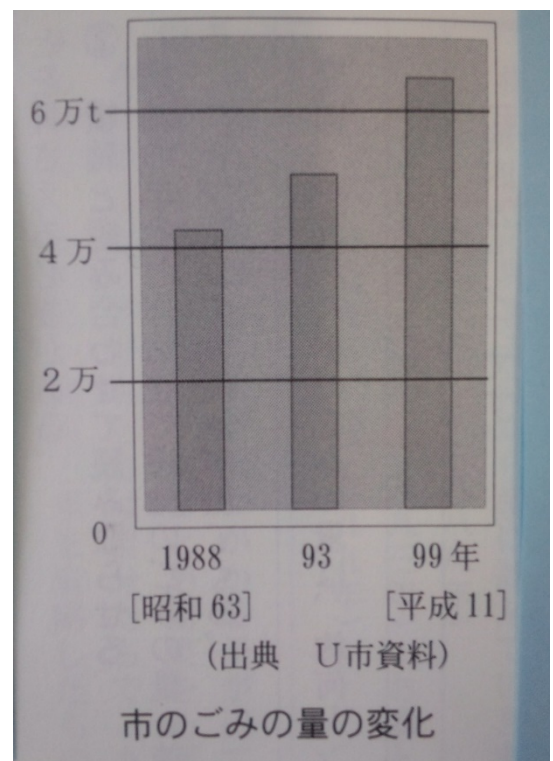 6万t
4万
2万
0
1988 93 99年
[昭和63] [平成11]
(出典 U市資料)
市のごみの量の変化